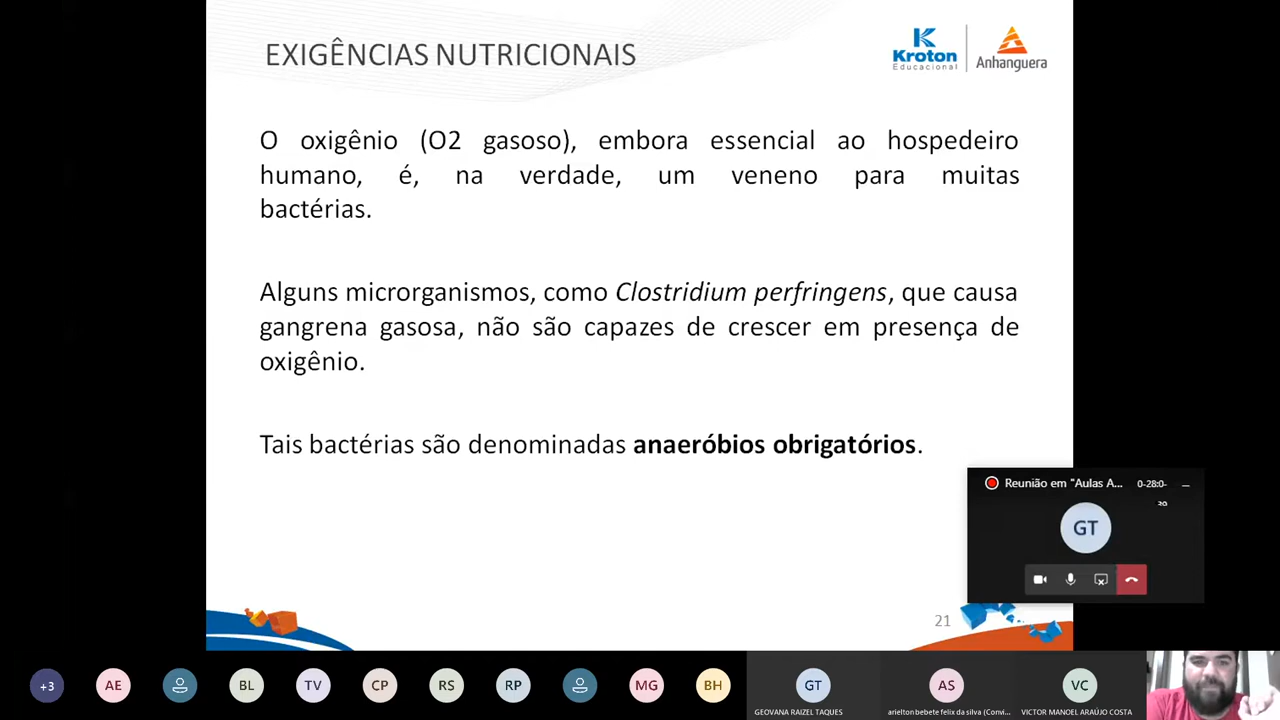 EXIGÊNCIAS NUTRICIONAIS
Kroton
Educacional
Anhanguera
O oxigênio (O2 gasoso), embora essencial ao hospedeiro
humano, é, na verdade, um veneno para muitas
bactérias.
Alguns microrganismos, como Clostridium perfringens, que causa
gangrena gasosa, não são capazes de crescer em presença de
oxigênio.
Tais bactérias são denominadas anaeróbios obrigatórios.
Reunião em "Aulas A...
0-28:0-
GT
21
+3
AE
BL
TV
CP
RS
RP
MG
BH
GT
AS
VC
GEOVANA RAIZEL TAQUES
arielton bebete felix da silva (Convi...
VICTOR MANOEL ARAÚJO COSTA